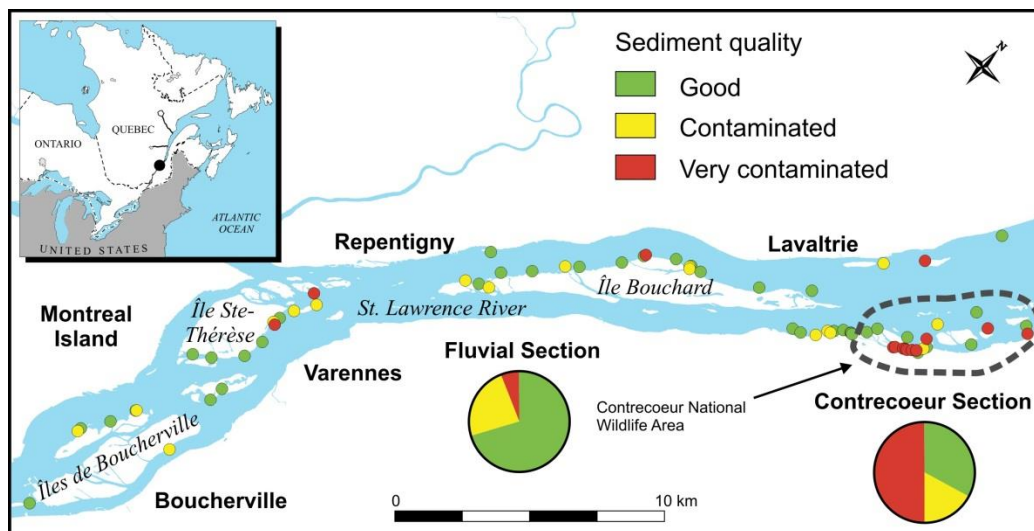 QUEBEC
ONTARIO
ATLANTIC
OCEAN
UNITED STATES
Sediment quality
Good
Contaminated
Very contaminated
N
Repentigny
Lavaltrie
Montreal
Island
Île Ste-
Thérèse
Île Bouchard
St. Lawrence River
Varennes
Fluvial Section
Contrecoeur National
Wildlife Area
Contrecoeur Section
Îles de Boucherville
Boucherville
0
10 km